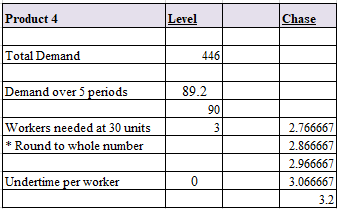 Product 4 Level Chase
Total Demand 446
Demand over 5 periods 89.2
90
Workers needed at 30 units 3 2.766667
* Round to whole number 2.866667
2.966667
Undertime per worker 0 3.066667
3.2